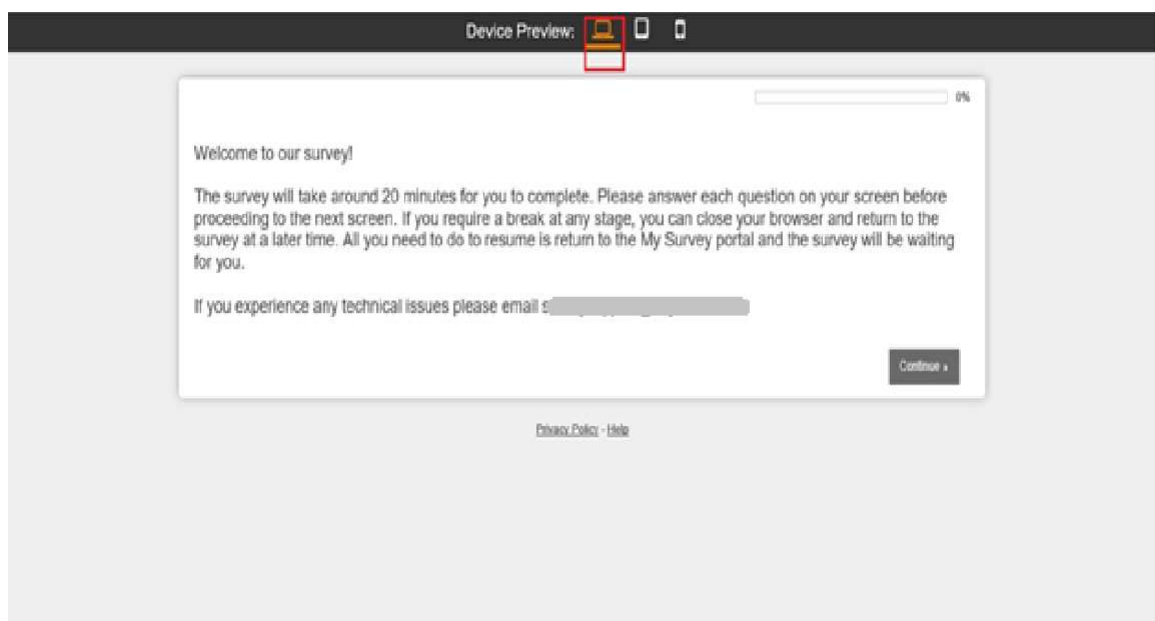 Device Preview:
0%
Welcome to our survey!
The survey will take around 20 minutes for you to complete. Please answer each question on your screen before
proceeding to the next screen. If you require a break at any stage, you can close your browser and return to the
survey at a later time. All you need to do to resume is return to the My Survey portal and the survey will be waiting
for you.
If you experience any technical issues please email
Continue »
Privacy Policy - Help